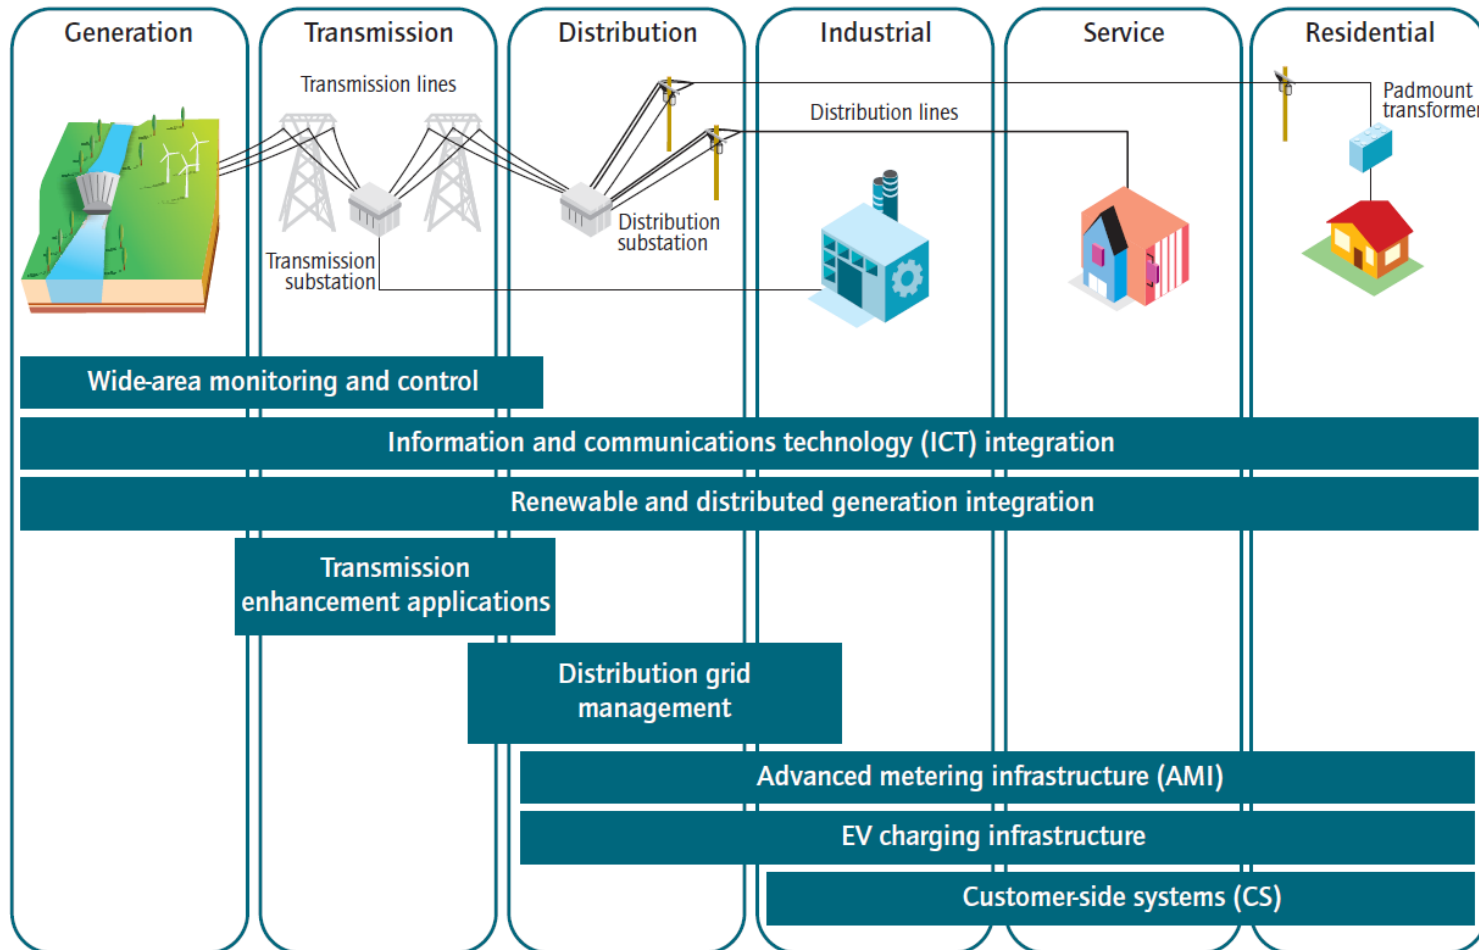 Generation
Transmission
Distribution
Industrial
Service
Residential
Transmission lines
Distribution lines
Padmount
transformer
Distribution
substation
Transmission
substation
Wide-area monitoring and control
Information and communications technology (ICT) integration
Renewable and distributed generation integration
Transmission
enhancement applications
Distribution grid
management
Advanced metering infrastructure (AMI)
EV charging infrastructure
Customer-side systems (CS)